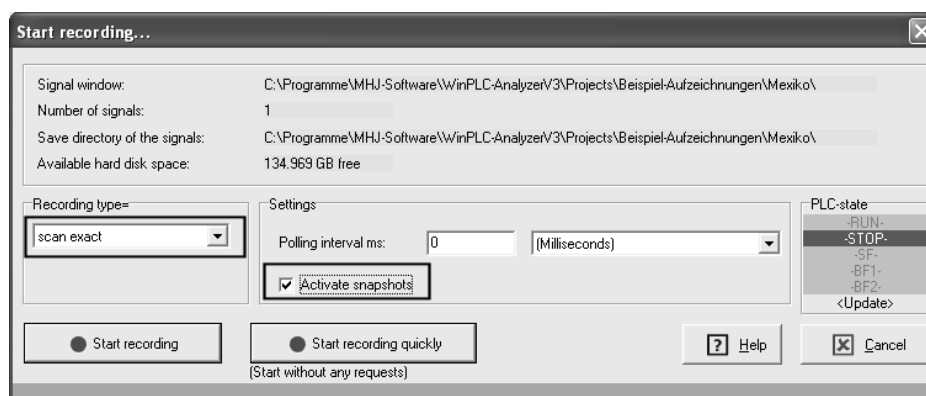 Start recording...
Signal window: C:\Programme\MHJ-Software\WinPLC-AnalyzerV3\Projects\Beispiel-Aufzeichnungen\Mexiko\
Number of signals: 1
Save directory of the signals: C:\Programme\MHJ-Software\WinPLC-AnalyzerV3\Projects\Beispiel-Aufzeichnungen\Mexiko\
Available hard disk space: 134.969 GB free
Recording type=
scan exact
Settings
Polling interval ms: 0 (Milliseconds)
Activate snapshots
PLC-state
-RUN-
-STOP-
-SF-
-BF1-
-BF2-
<Update>
Start recording
Start recording quickly
(Start without any requests)
? Help
Cancel